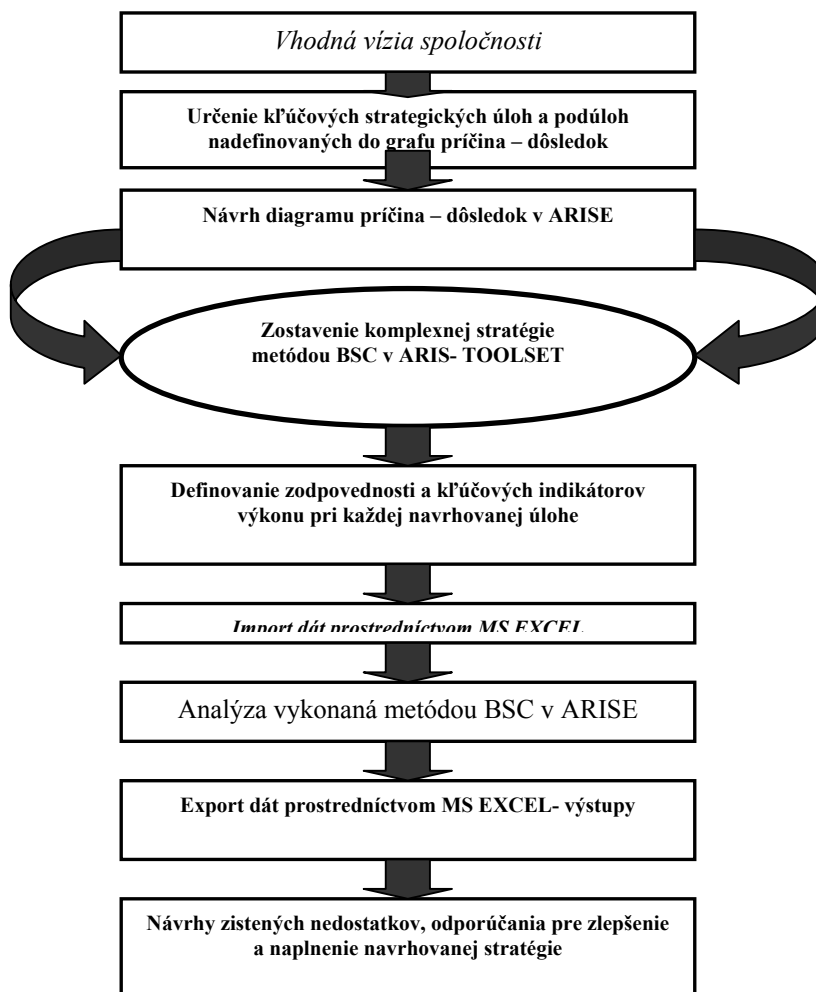 Vhodná vízia spoločnosti
Určenie kľúčových strategických úloh a podúloh
nadefinovaných do grafu príčina – dôsledok
Návrh diagramu príčina – dôsledok v ARISE
Zostavenie komplexnej stratégie
metódou BSC v ARIS- TOOLSET
Definovanie zodpovednosti a kľúčových indikátorov
výkonu pri každej navrhovanej úlohe
Import dát prostredníctvom MS EXCEL
Analýza vykonaná metódou BSC v ARISE
Export dát prostredníctvom MS EXCEL- výstupy
Návrhy zistených nedostatkov, odporúčania pre zlepšenie
a naplnenie navrhovanej stratégie